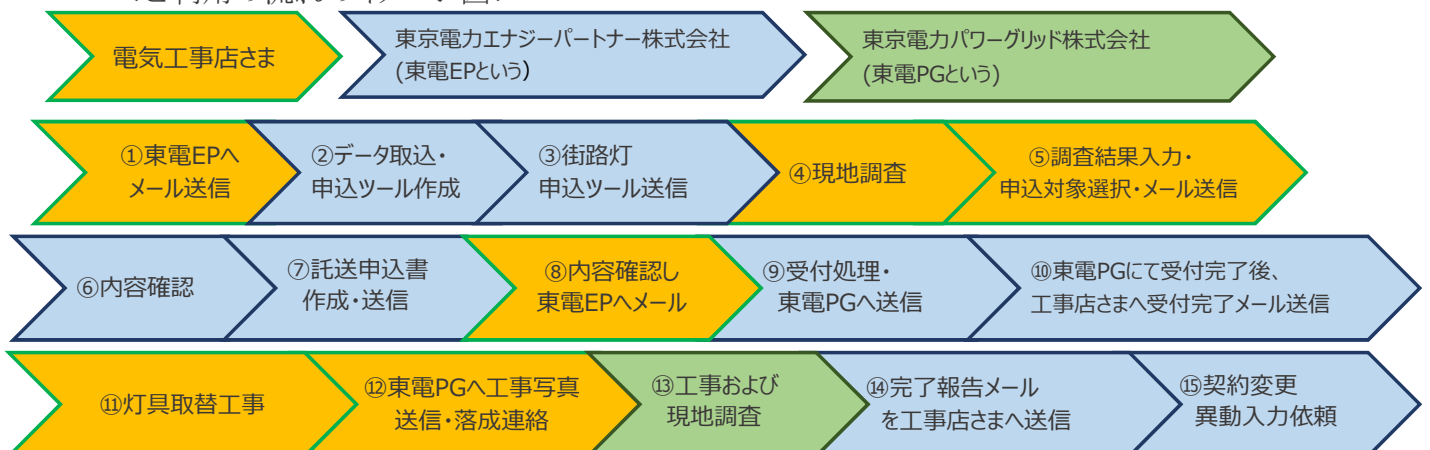 電気工事店さま
東京電力エナジーパートナー株式会社
(東電EPという)
東京電力パワーグリッド株式会社
(東電PGという)
①東電EPへ
メール送信
②データ取込・
申込ツール作成
③街路灯
申込ツール送信
④現地調査
⑤調査結果入力・
申込対象選択・メール送信
⑥内容確認
⑦託送申込書
作成・送信
⑧内容確認し
東電EPへメール
⑨受付処理・
東電PGへ送信
⑩東電PGにて受付完了後、
工事店さまへ受付完了メール送信
⑪灯具取替工事
⑫東電PGへ工事写真
送信・落成連絡
⑬工事および
現地調査
⑭完了報告メール
を工事店さまへ送信
⑮契約変更
異動入力依頼